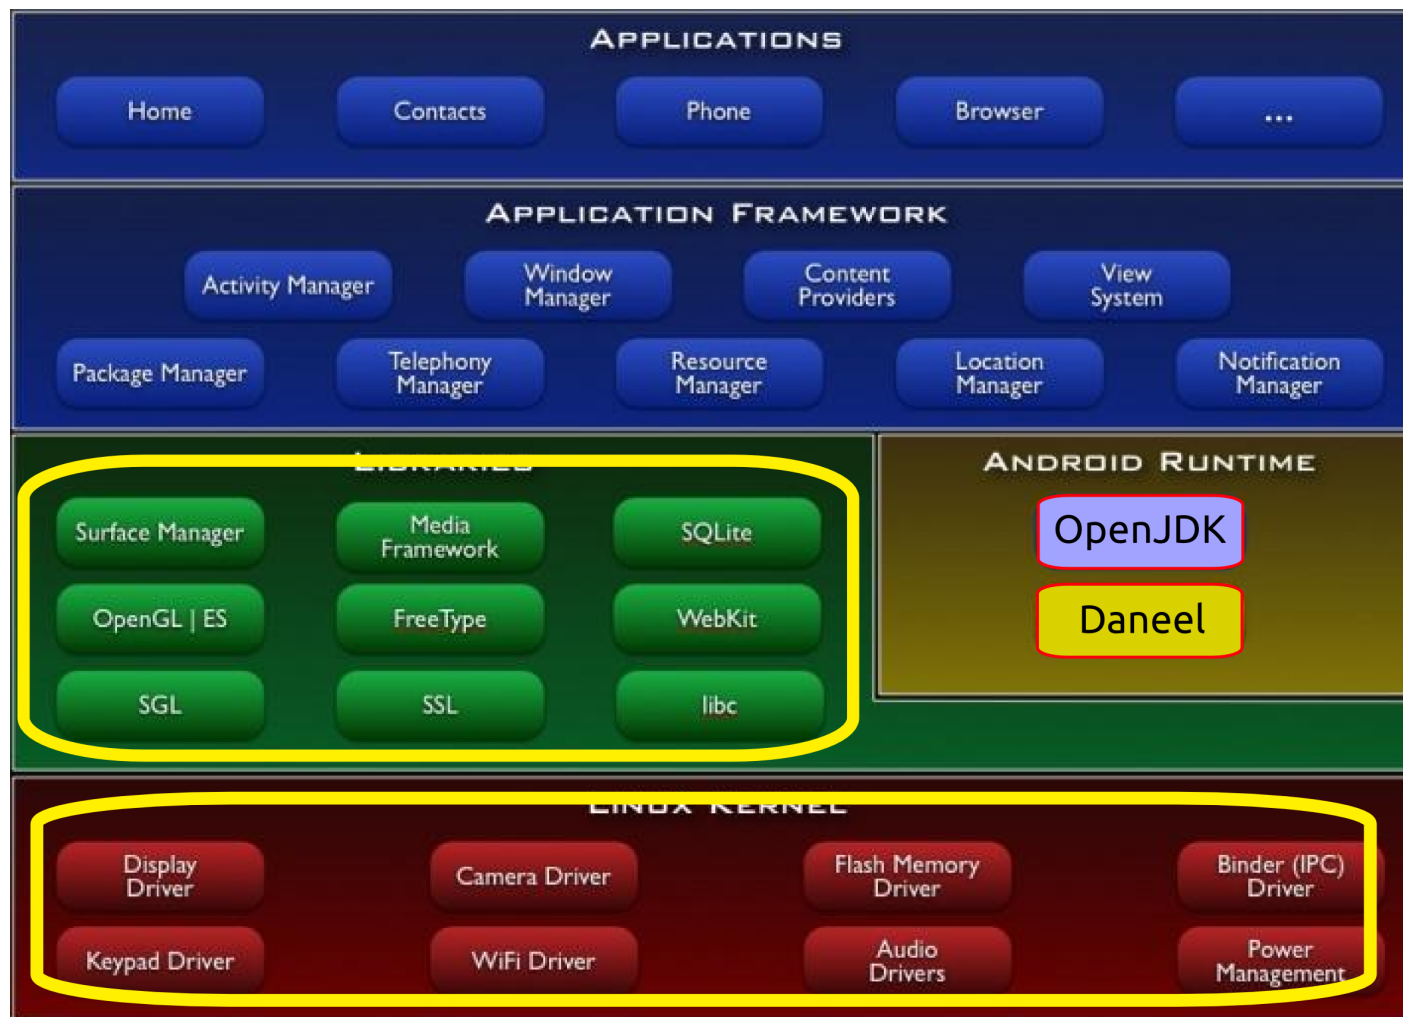 APPLICATIONS
Home
Contacts
Phone
Browser
...
APPLICATION FRAMEWORK
Activity Manager
Window
Manager
Content
Providers
View
System
Package Manager
Telephony
Manager
Resource
Manager
Location
Manager
Notification
Manager
LIBRARIES
Surface Manager
Media
Framework
SQLite
OpenGL | ES
FreeType
WebKit
SGL
SSL
libc
ANDROID RUNTIME
OpenJDK
Daneel
LINUX KERNEL
Display
Driver
Camera Driver
Flash Memory
Driver
Binder (IPC)
Driver
Keypad Driver
WiFi Driver
Audio
Drivers
Power
Management